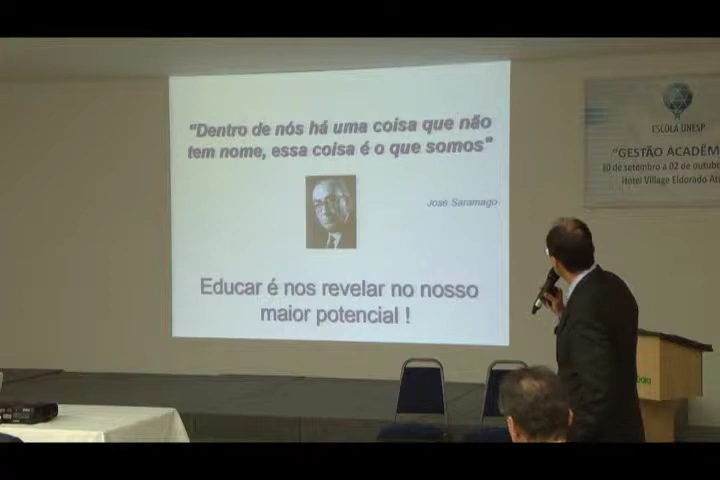 “Dentro de nós há uma coisa que não
tem nome, essa coisa é o que somos”
José Saramago
Educar é nos revelar no nosso
maior potencial !
ESCOLA UNESP
“GESTÃO ACADÊM
30 de setembro a 02 de outub
Hotel Village Eldorado At